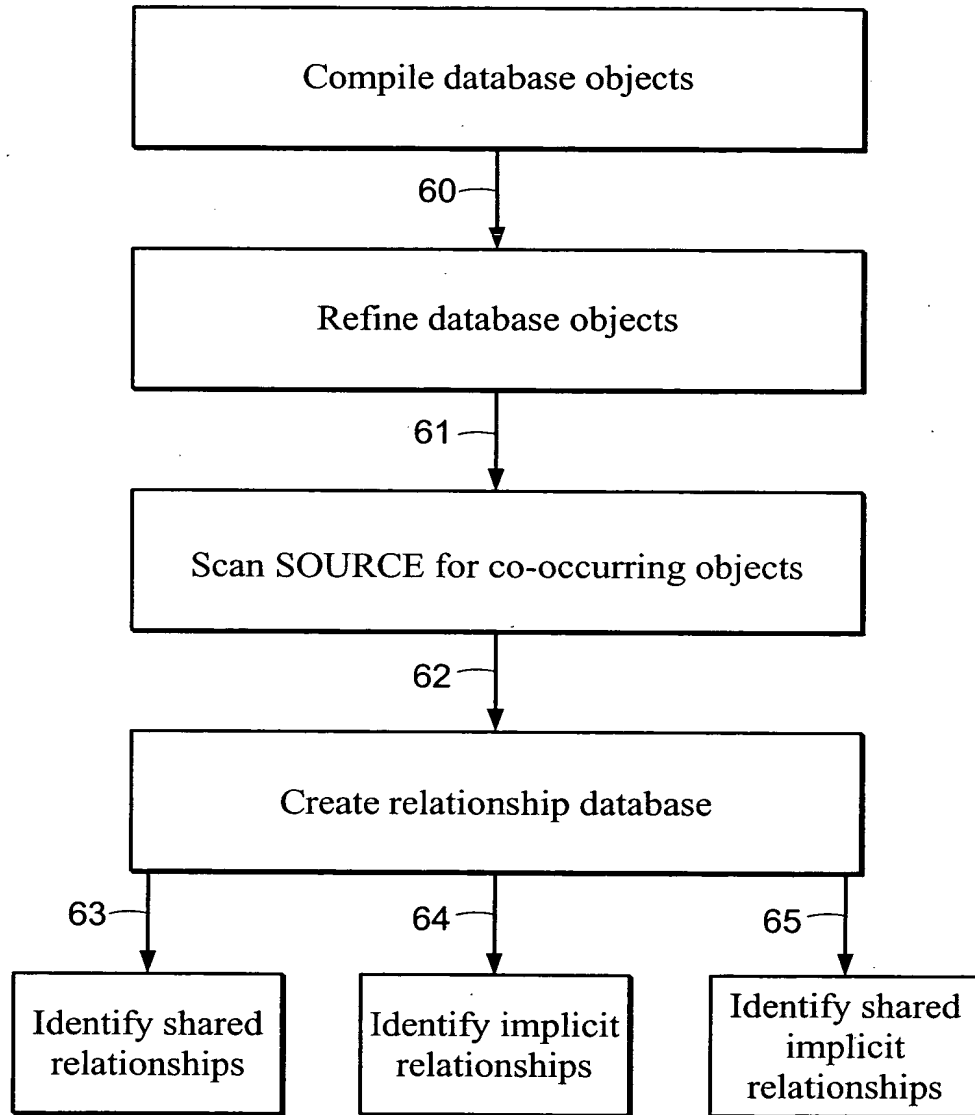 Compile database objects
60
Refine database objects
61
Scan SOURCE for co-occurring objects
62
Create relationship database
63
64
65
Identify shared
relationships
Identify implicit
relationships
Identify shared
implicit
relationships